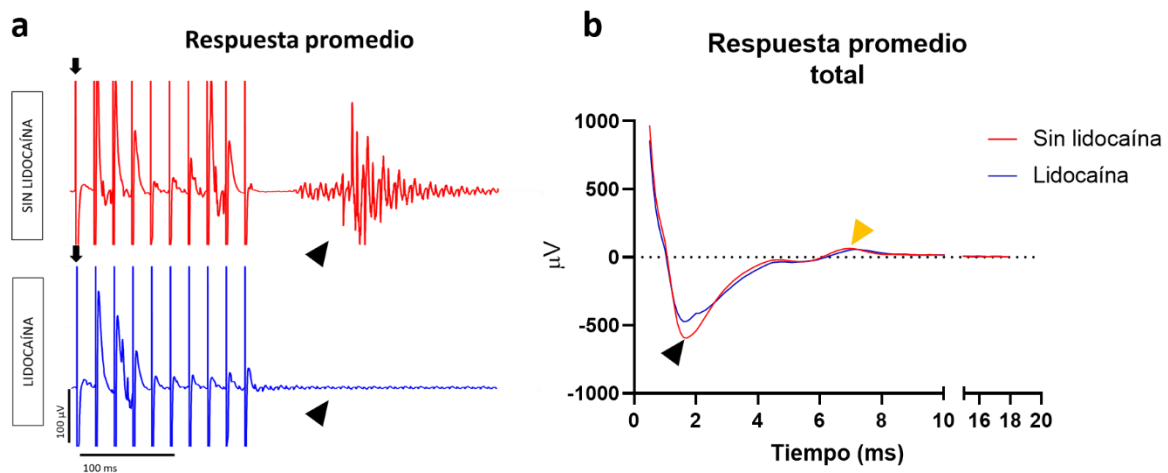 a
Respuesta promedio
SIN LIDOCAÍNA
LIDOCAÍNA
100 µV
100 ms
b
Respuesta promedio
total
1000
500
0
-500
-1000
µV
0
2
4
6
8
10
16
18
20
Tiempo (ms)
Sin lidocaína
Lidocaína